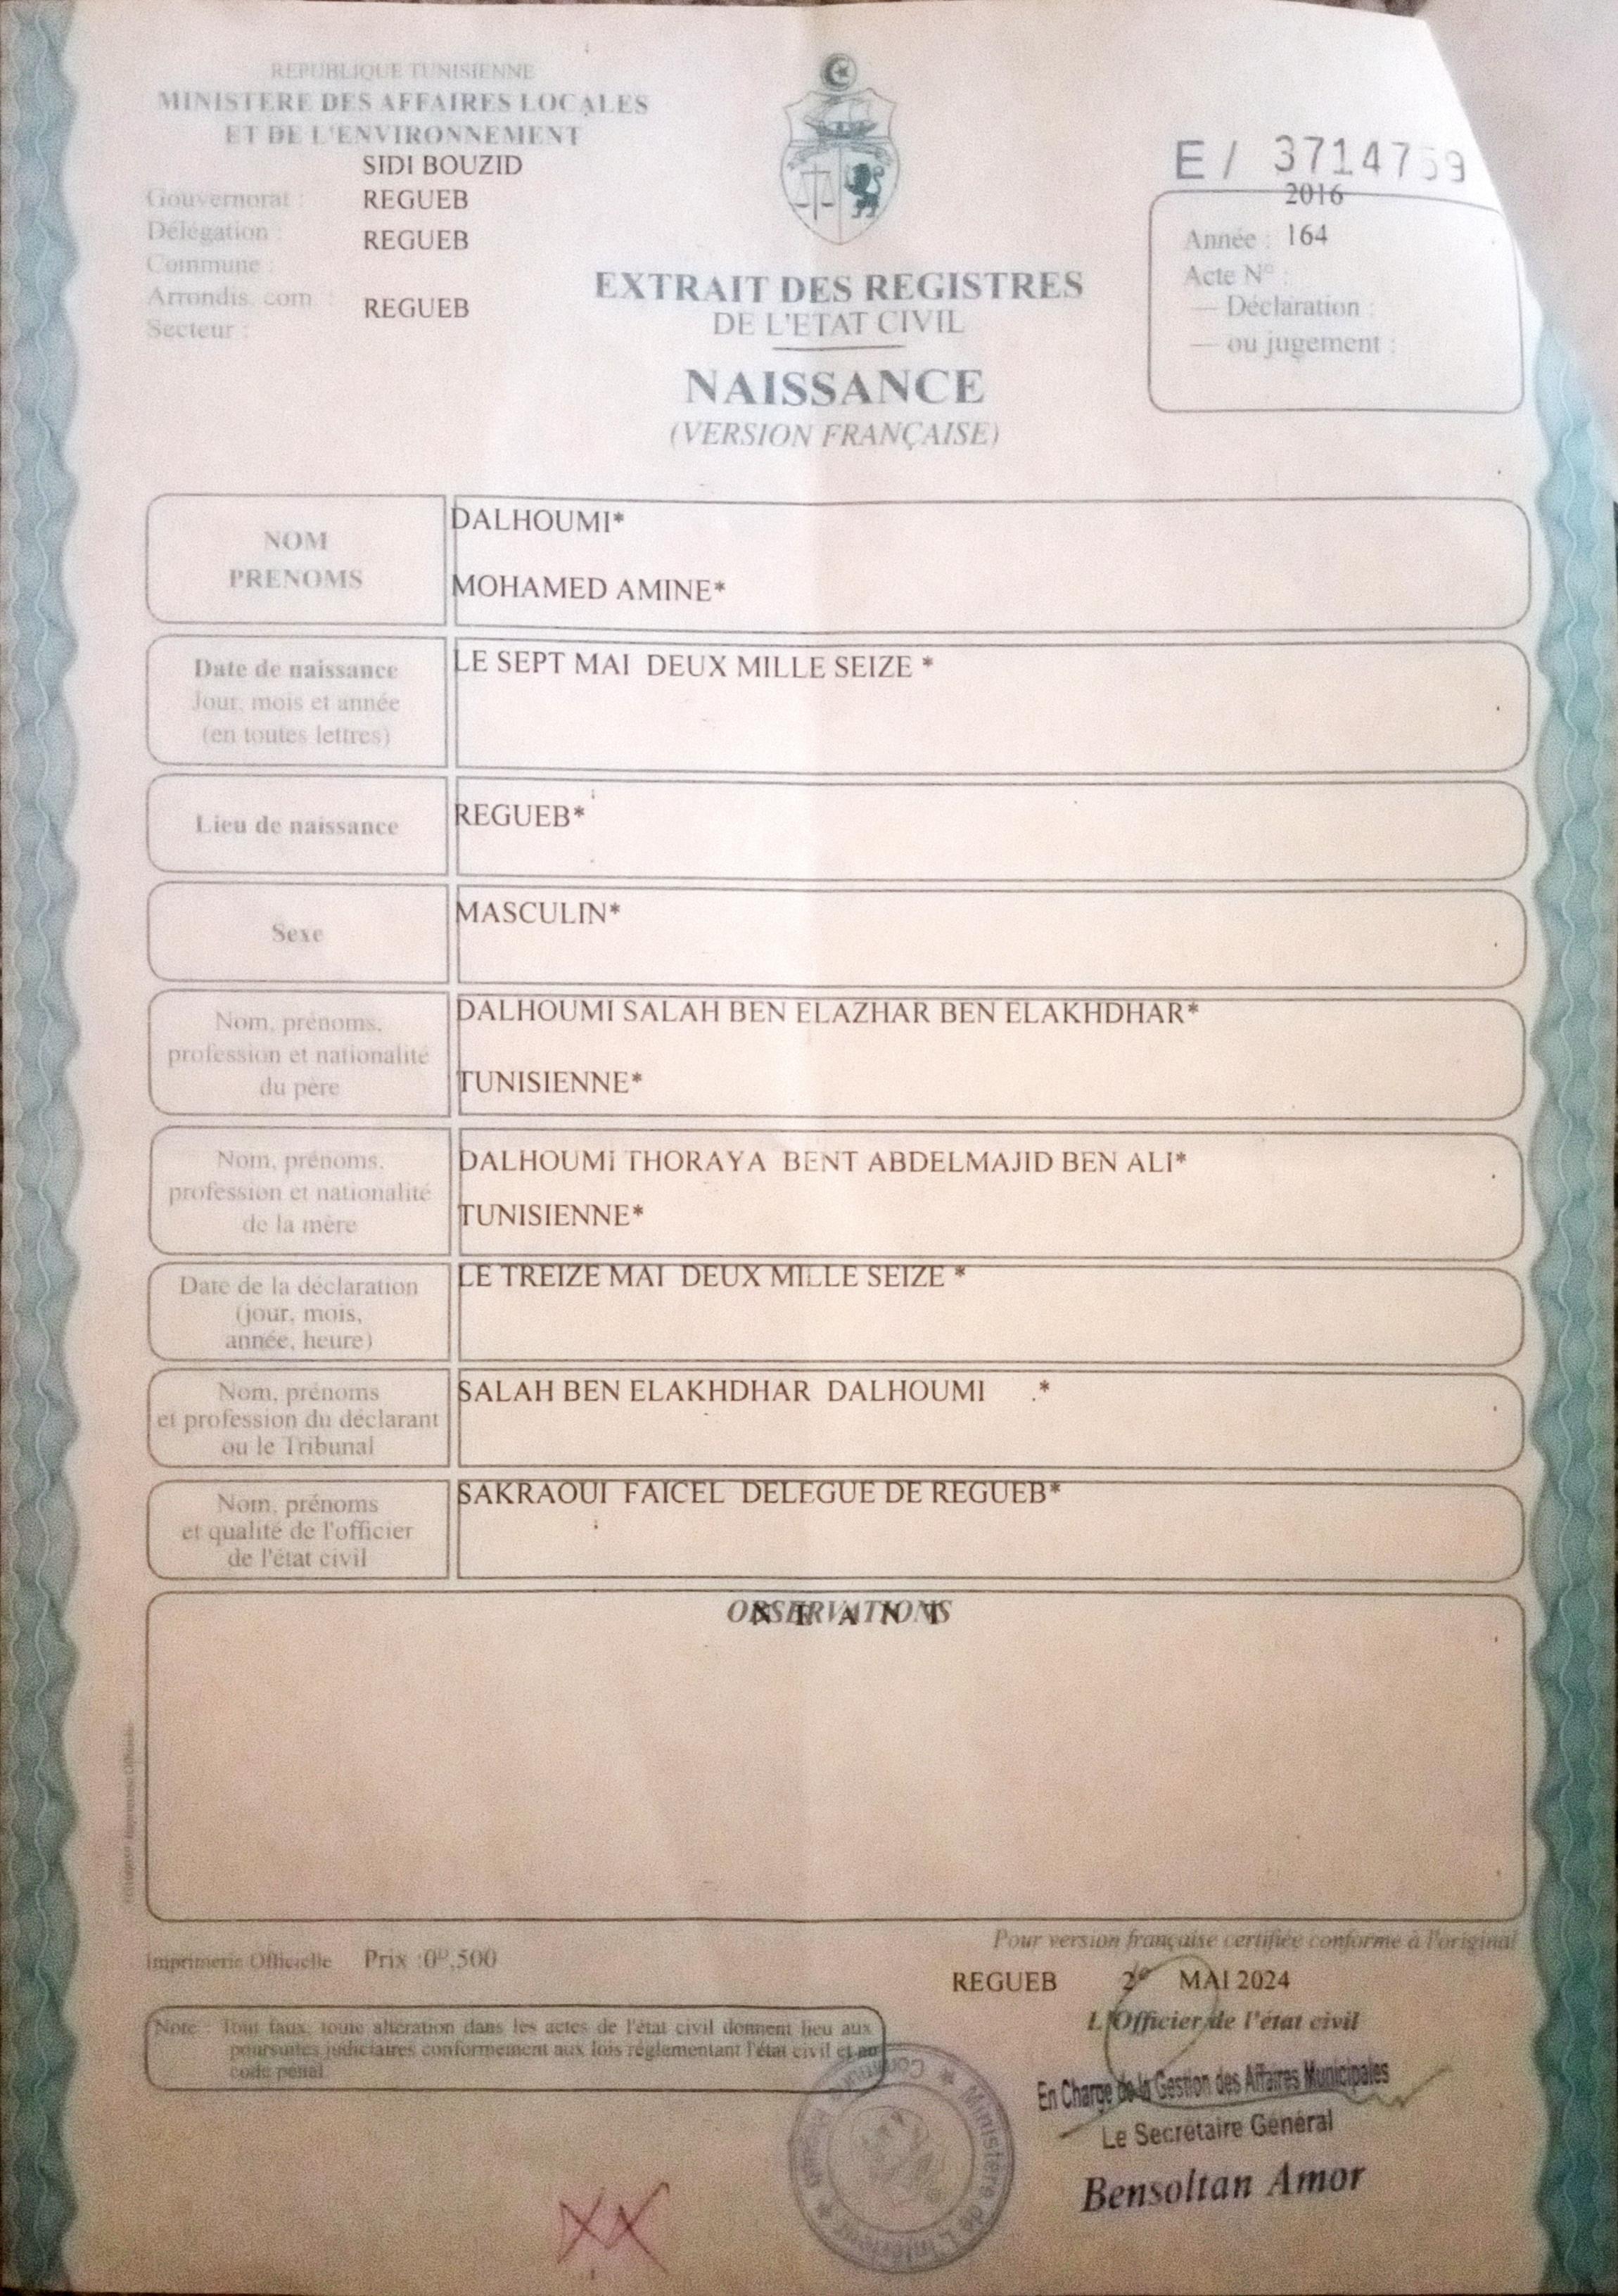 REPUBLIQUE TUNISIENNE
MINISTERE DES AFFAIRES LOCALES
ET DE L'ENVIRONNEMENT
SIDI BOUZID
Gouvernorat : REGUEB
Délégation : REGUEB
Commune :
Arrondis. com. : REGUEB
Secteur :
E / 3714759
2016
Année : 164
Acte N° :
— Déclaration :
— ou jugement :
EXTRAIT DES REGISTRES
DE L'ETAT CIVIL
NAISSANCE
(VERSION FRANÇAISE)
NOM
PRENOMS
DALHOUMI*
MOHAMED AMINE*
Date de naissance
Jour, mois et année
(en toutes lettres)
LE SEPT MAI DEUX MILLE SEIZE *
Lieu de naissance
REGUEB*
Sexe
MASCULIN*
Nom, prénoms,
profession et nationalité
du père
DALHOUMI SALAH BEN ELAZHAR BEN ELAKHDHAR*
TUNISIENNE*
Nom, prénoms,
profession et nationalité
de la mère
DALHOUMI THORAYA BENT ABDELMAJID BEN ALI*
TUNISIENNE*
Date de la déclaration
(jour, mois,
année, heure)
LE TREIZE MAI DEUX MILLE SEIZE *
Nom, prénoms
et profession du déclarant
ou le Tribunal
SALAH BEN ELAKHDHAR DALHOUMI .*
Nom, prénoms
et qualité de l'officier
de l'état civil
SAKRAOUI FAICEL DELEGUE DE REGUEB*
OBSERVATIONS
N E A N T
Imprimerie Officielle Prix :0ᴰ,500
Note : Tout faux, toute altération dans les actes de l'état civil donnent lieu aux
poursuites judiciaires conformement aux lois réglementant l'état civil et au
code pénal
Pour version française certifiée conforme à l'original
REGUEB MAI 2024
L'Officier de l'état civil
En Charge de la Gestion des Affaires Municipales
Le Secrétaire Général
Bensoltan Amor
★ Ministère de L'intérieur ★
XX